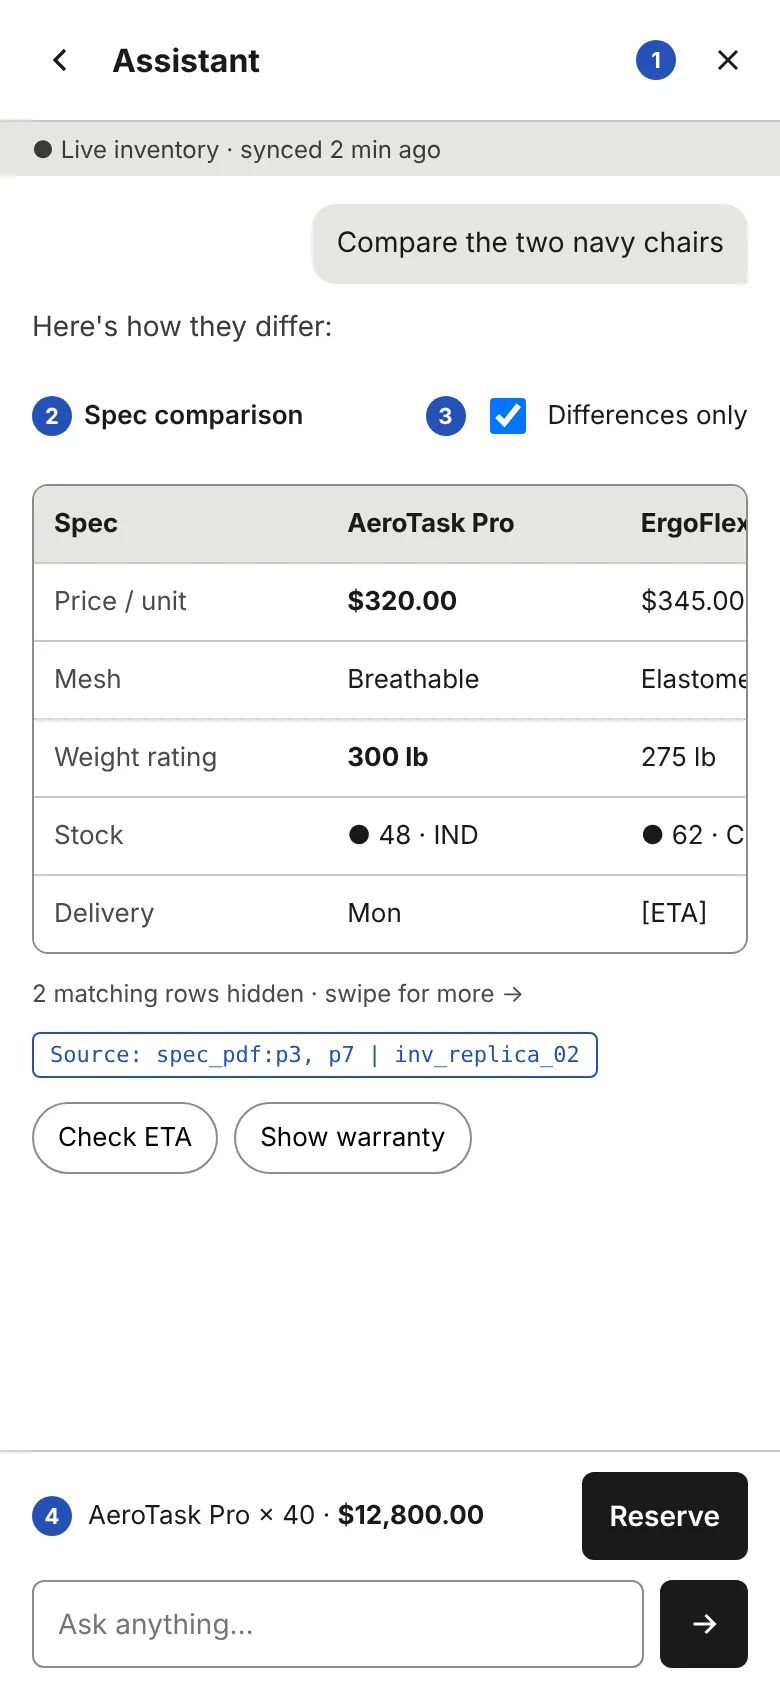 Assistant 1
Live inventory · synced 2 min ago
Compare the two navy chairs
Here's how they differ:
2 Spec comparison 3 Differences only
Spec AeroTask Pro ErgoFlex
Price / unit $320.00 $345.00
Mesh Breathable Elastome
Weight rating 300 lb 275 lb
Stock ● 48 · IND ● 62 · C
Delivery Mon [ETA]
2 matching rows hidden · swipe for more →
Source: spec_pdf:p3, p7 | inv_replica_02
Check ETA Show warranty
4 AeroTask Pro × 40 · $12,800.00 Reserve
Ask anything... →